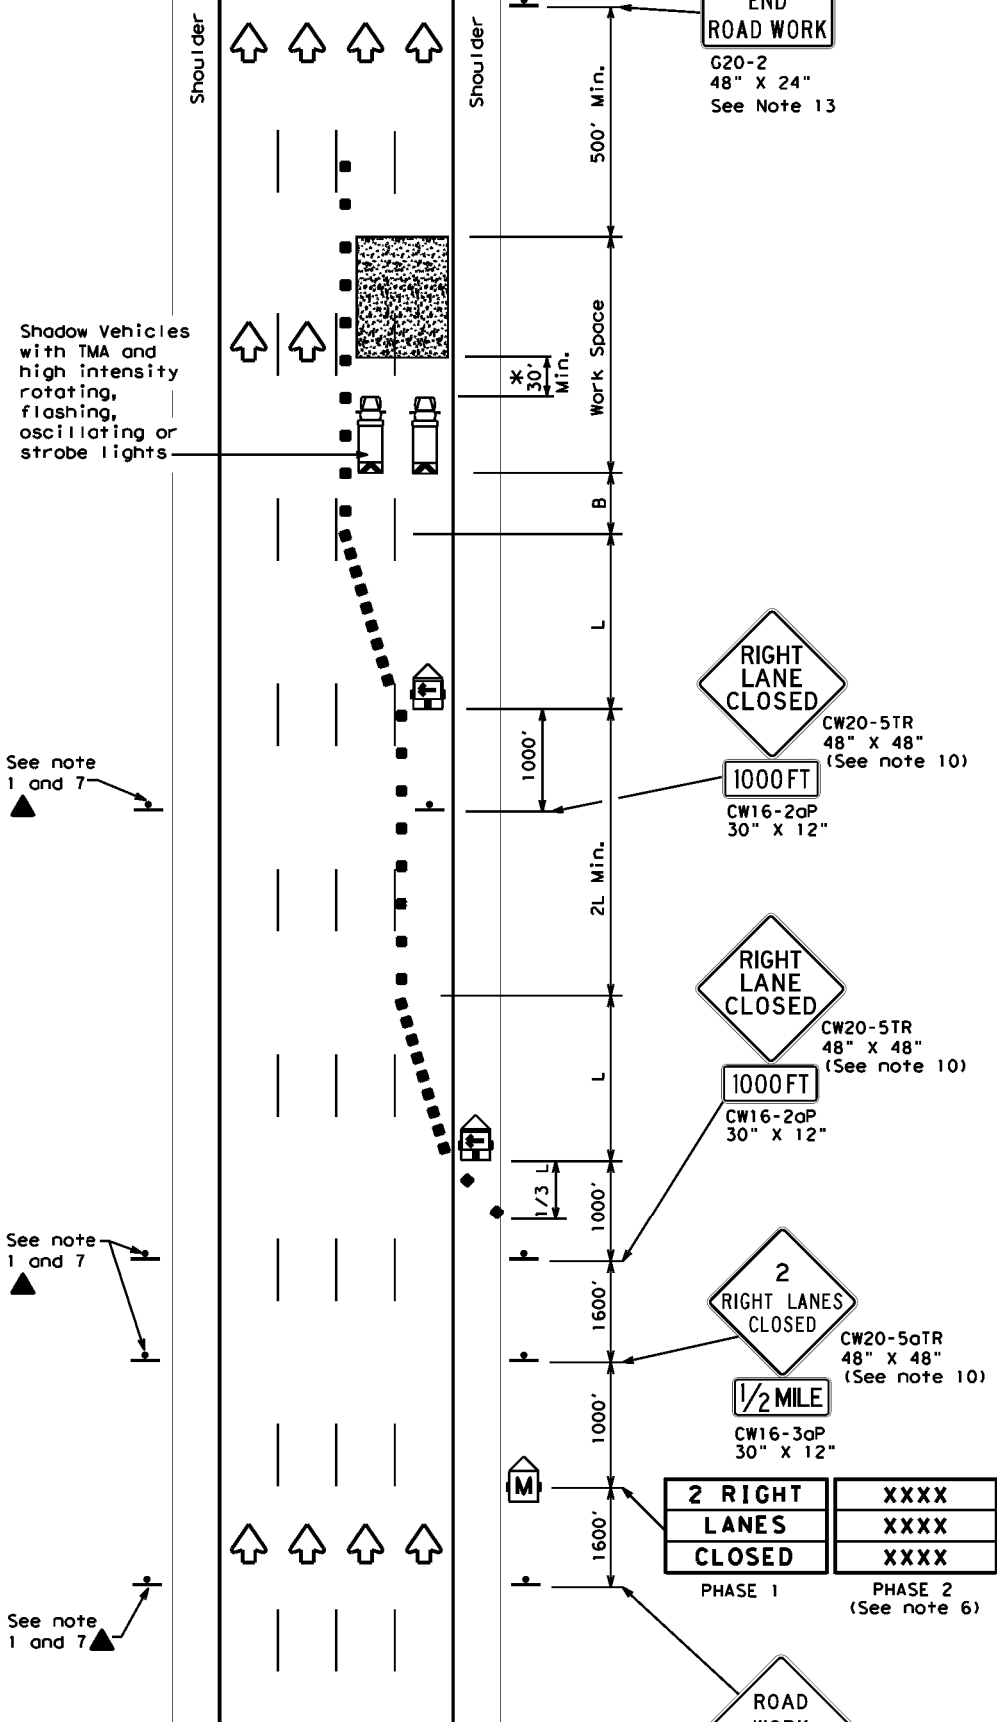 END
ROAD WORK
G20-2
48" X 24"
See Note 13
Shoulder
Shoulder
500' Min.
Shadow Vehicles
with TMA and
high intensity
rotating,
flashing,
oscillating or
strobe lights
*
30'
Min.
Work Space
B
L
RIGHT
LANE
CLOSED
CW20-5TR
48" X 48"
(See note 10)
1000 FT
CW16-2aP
30" X 12"
1000'
See note
1 and 7
2L Min.
RIGHT
LANE
CLOSED
CW20-5TR
48" X 48"
(See note 10)
1000 FT
CW16-2aP
30" X 12"
L
1/3 L
1000'
See note
1 and 7
1600'
2
RIGHT LANES
CLOSED
CW20-5aTR
48" X 48"
(See note 10)
1/2 MILE
CW16-3aP
30" X 12"
1000'
M
2 RIGHT
LANES
CLOSED
PHASE 1
XXXX
XXXX
XXXX
PHASE 2
(See note 6)
1600'
See note
1 and 7
ROAD
WORK